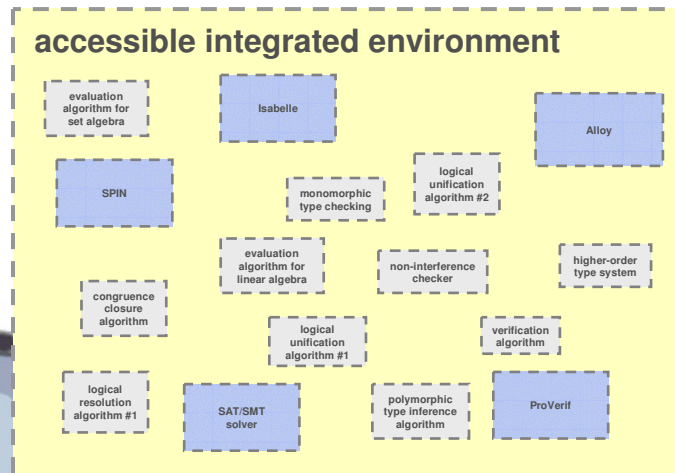 accessible integrated environment
evaluation
algorithm for
set algebra
Isabelle
Alloy
SPIN
monomorphic
type checking
logical
unification
algorithm #2
evaluation
algorithm for
linear algebra
non-interference
checker
higher-order
type system
congruence
closure
algorithm
logical
unification
algorithm #1
verification
algorithm
logical
resolution
algorithm #1
SAT/SMT
solver
polymorphic
type inference
algorithm
ProVerif